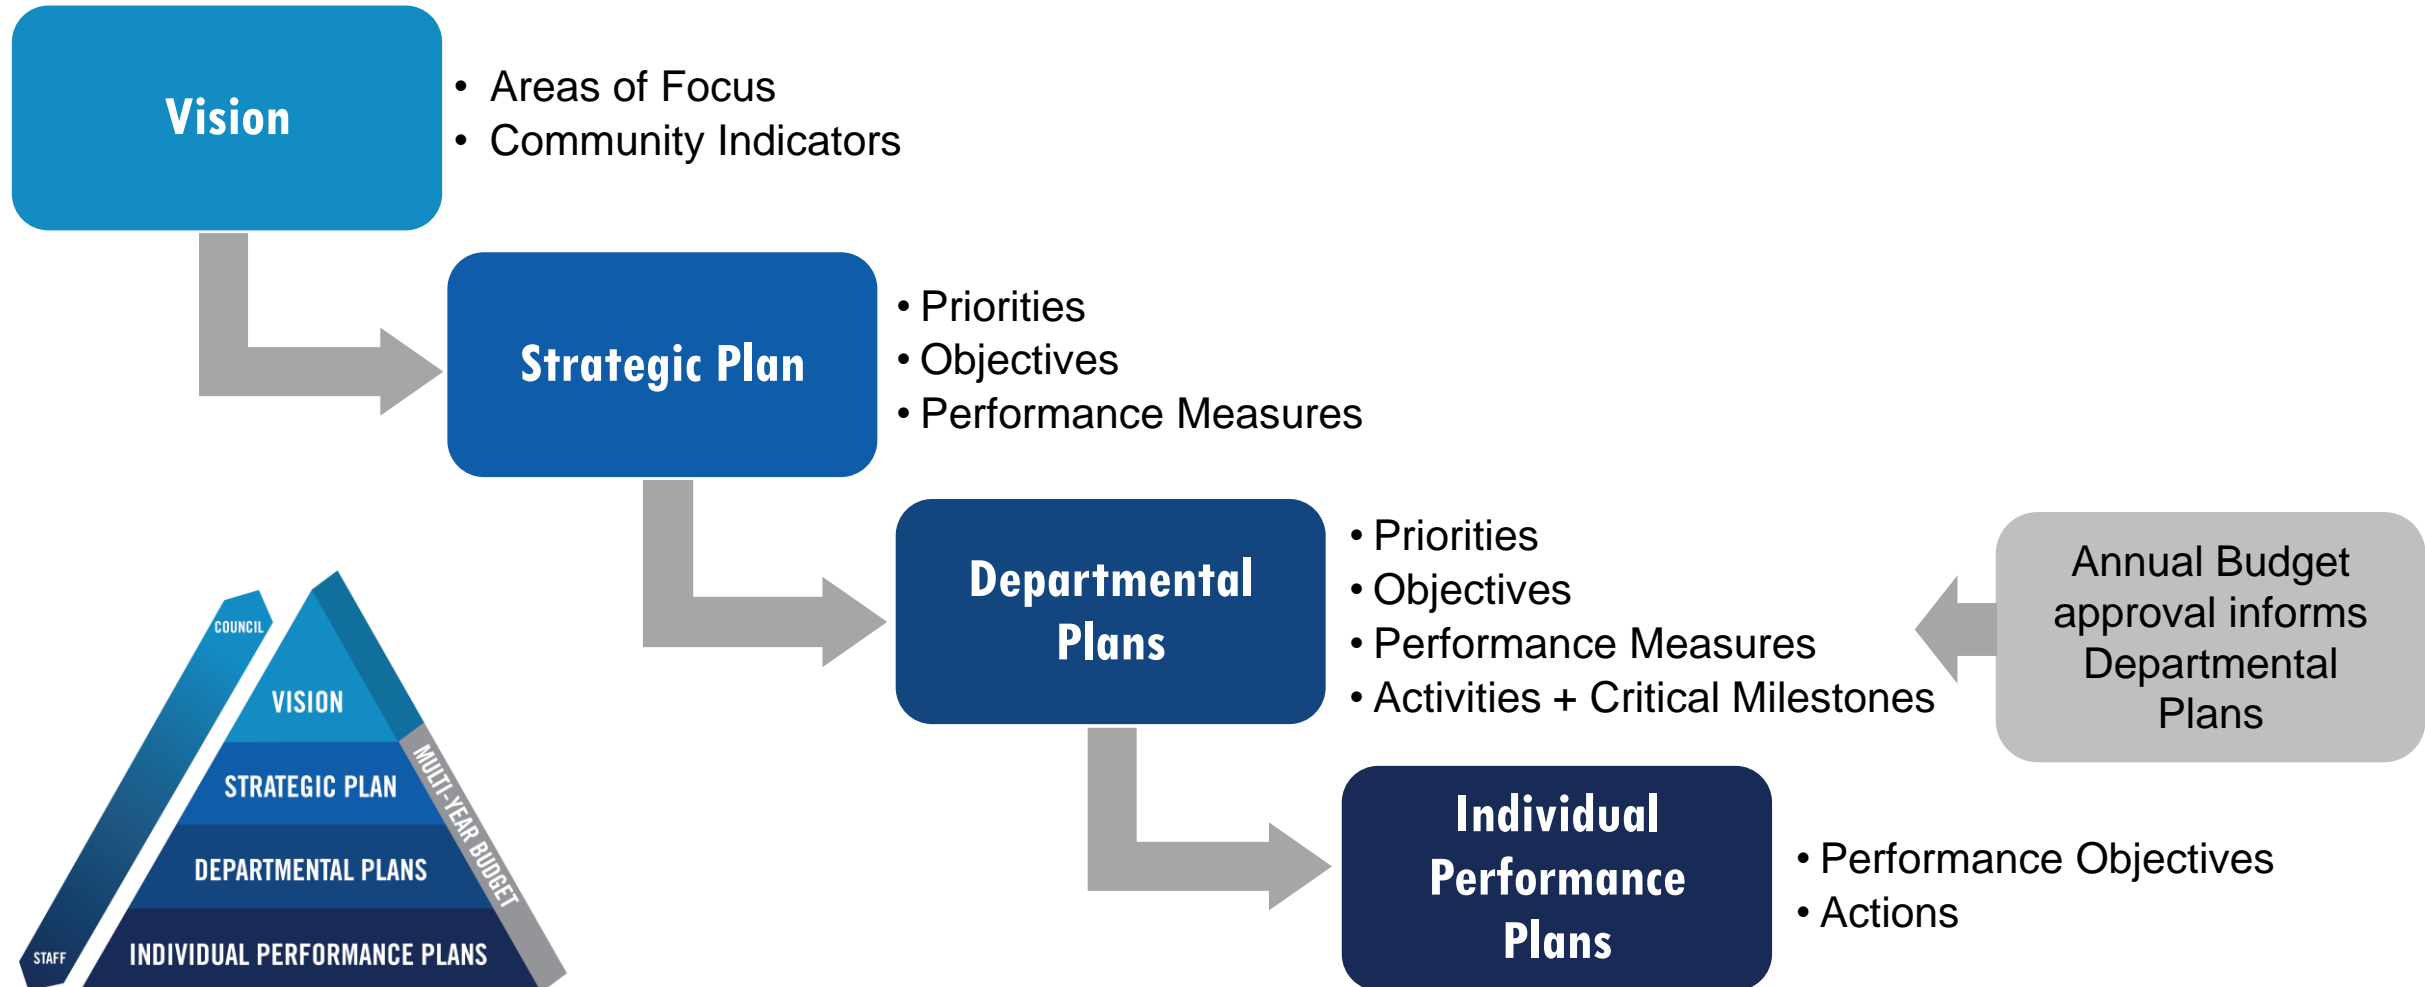 Vision
• Areas of Focus
• Community Indicators
Strategic Plan
• Priorities
• Objectives
• Performance Measures
Departmental
Plans
• Priorities
• Objectives
• Performance Measures
• Activities + Critical Milestones
Annual Budget
approval informs
Departmental
Plans
Individual
Performance
Plans
• Performance Objectives
• Actions
COUNCIL
STAFF
VISION
STRATEGIC PLAN
DEPARTMENTAL PLANS
INDIVIDUAL PERFORMANCE PLANS
MULTI-YEAR BUDGET